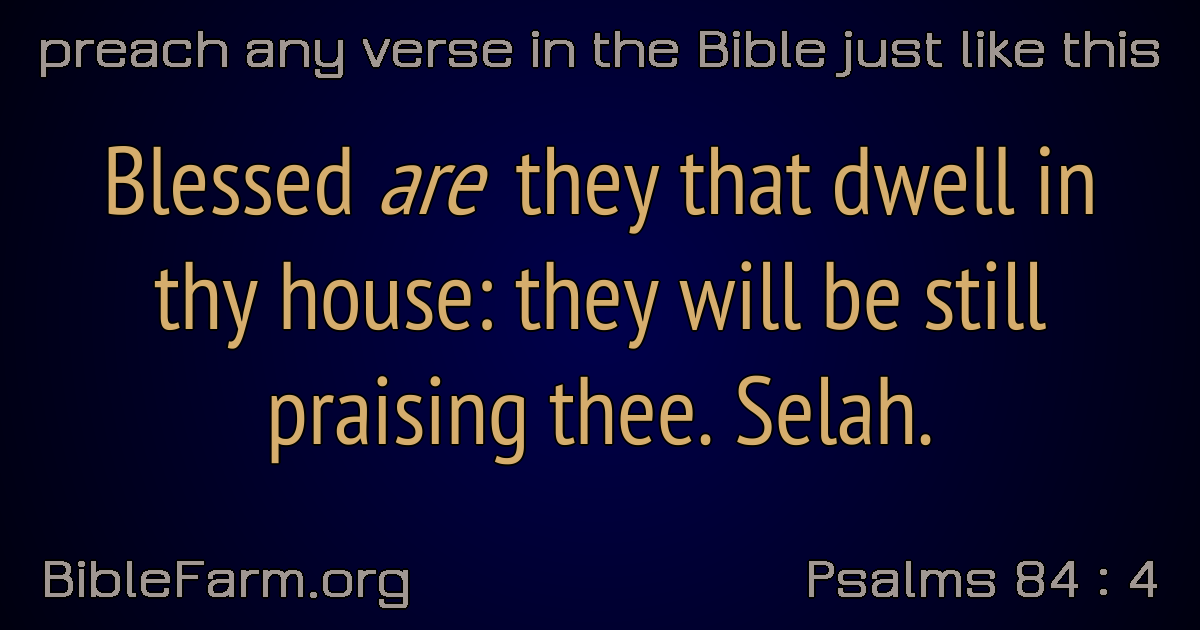 preach any verse in the Bible just like this
Blessed are they that dwell in
thy house: they will be still
praising thee. Selah.
BibleFarm.org
Psalms 84 : 4